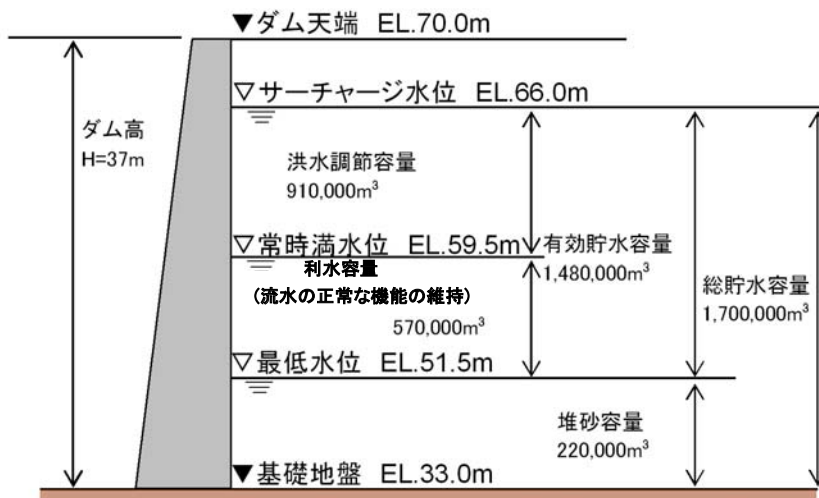 ▼ダム天端 EL.70.0m
▽サーチャージ水位 EL.66.0m
ダム高
H=37m
洪水調節容量
910,000m³
▽常時満水位 EL.59.5m
有効貯水容量
1,480,000m³
利水容量
(流水の正常な機能の維持)
570,000m³
総貯水容量
1,700,000m³
▽最低水位 EL.51.5m
堆砂容量
220,000m³
▼基礎地盤 EL.33.0m